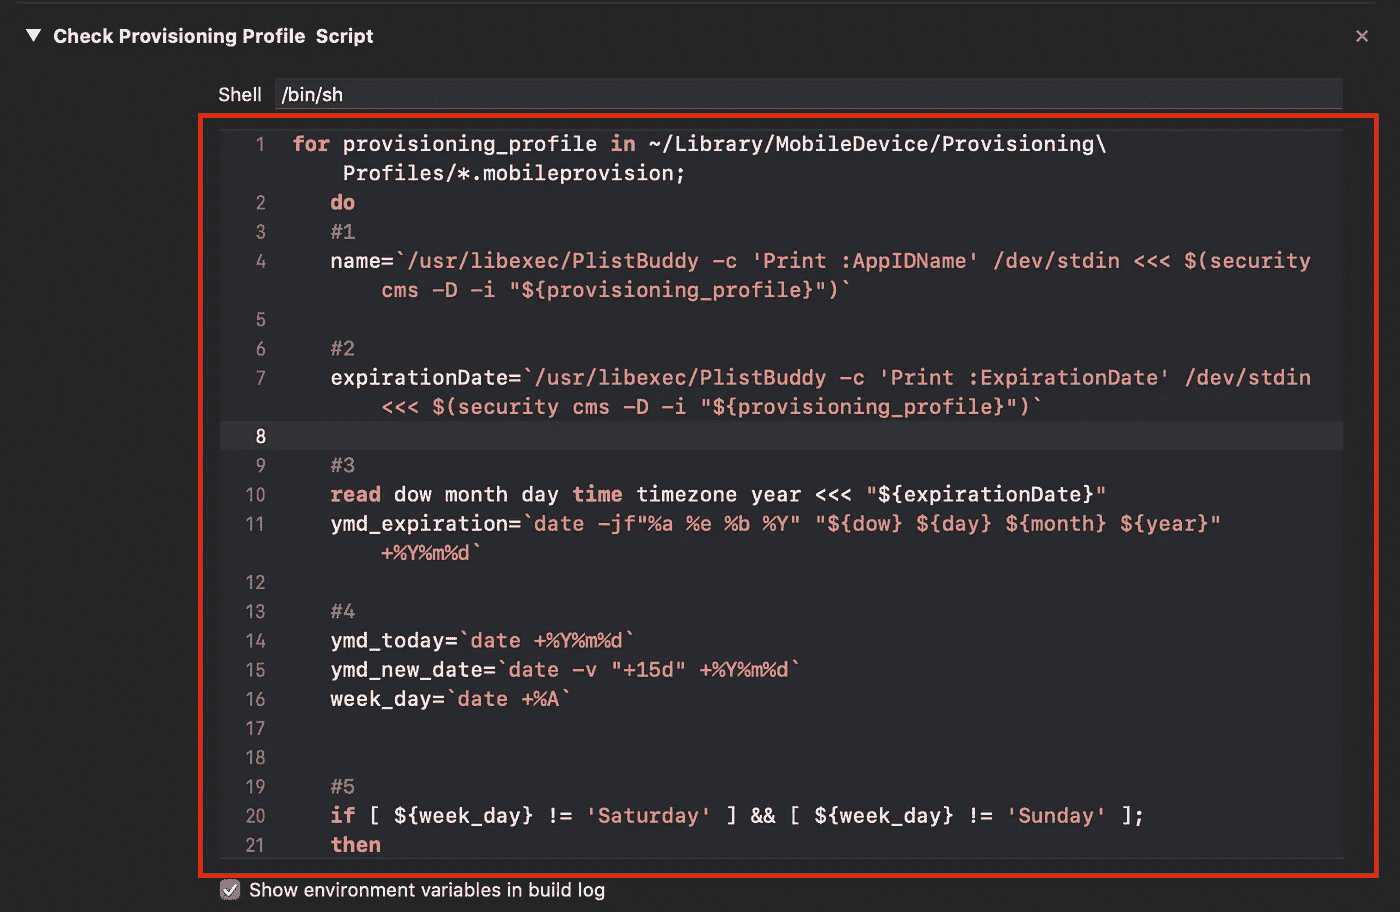 ▼ Check Provisioning Profile Script ×
Shell /bin/sh
1 for provisioning_profile in ~/Library/MobileDevice/Provisioning\
Profiles/*.mobileprovision;
2 do
3 #1
4 name=`/usr/libexec/PlistBuddy -c 'Print :AppIDName' /dev/stdin <<< $(security
cms -D -i "${provisioning_profile}")`
5
6 #2
7 expirationDate=`/usr/libexec/PlistBuddy -c 'Print :ExpirationDate' /dev/stdin
<<< $(security cms -D -i "${provisioning_profile}")`
8
9 #3
10 read dow month day time timezone year <<< "${expirationDate}"
11 ymd_expiration=`date -jf"%a %e %b %Y" "${dow} ${day} ${month} ${year}"
+%Y%m%d`
12
13 #4
14 ymd_today=`date +%Y%m%d`
15 ymd_new_date=`date -v "+15d" +%Y%m%d`
16 week_day=`date +%A`
17
18
19 #5
20 if [ ${week_day} != 'Saturday' ] && [ ${week_day} != 'Sunday' ];
21 then
Show environment variables in build log